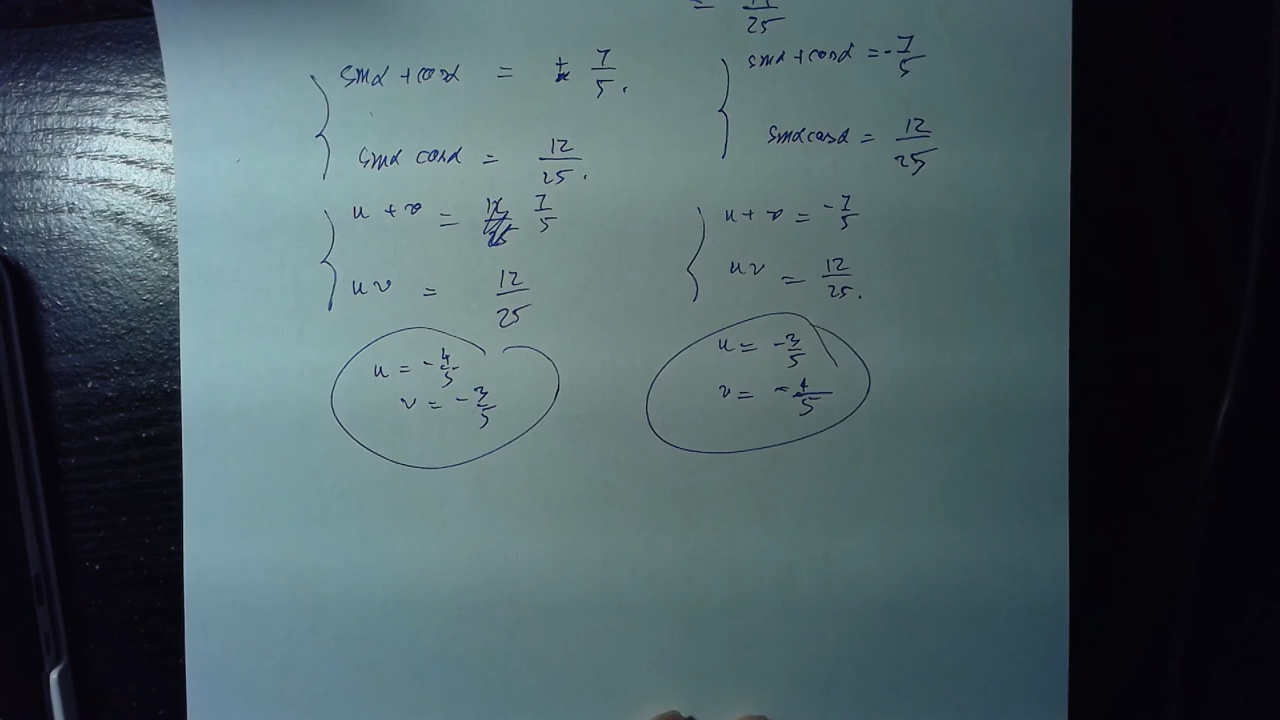 = 11/25
sinα + cosα = ± 7/5.
sinα cosα = 12/25.
u + v = 7/5
uv = 12/25
u = -4/5
v = -3/5
sinα + cosα = -7/5
sinα cosα = 12/25
u + v = -7/5
uv = 12/25.
u = -3/5
v = -4/5